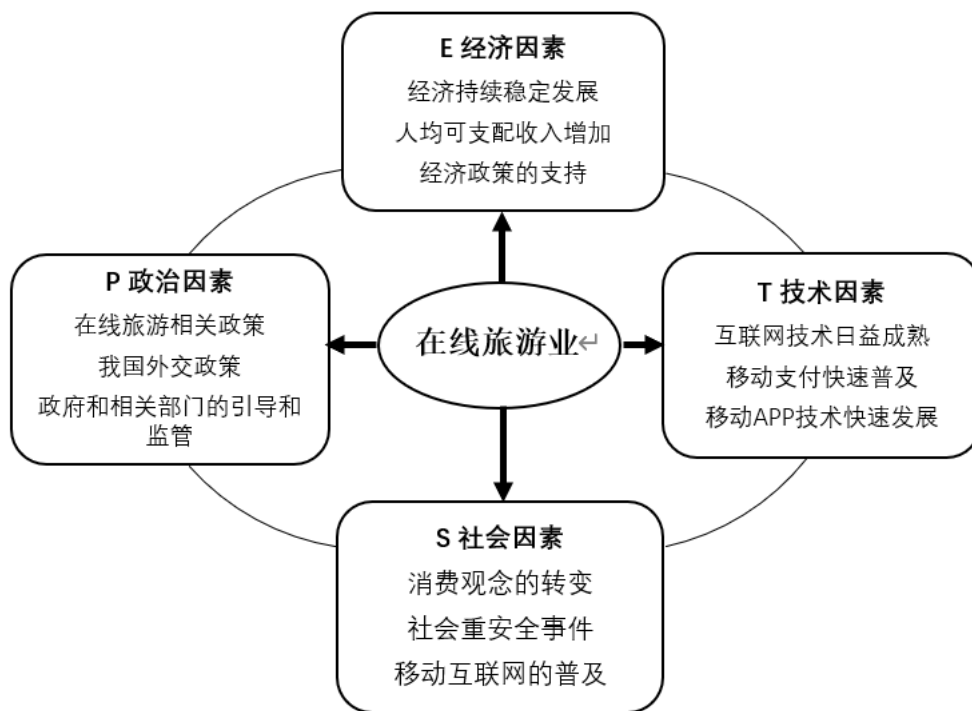 E 经济因素
经济持续稳定发展
人均可支配收入增加
经济政策的支持
P 政治因素
在线旅游相关政策
我国外交政策
政府和相关部门的引导和
监管
在线旅游业↵
T 技术因素
互联网技术日益成熟
移动支付快速普及
移动APP技术快速发展
S 社会因素
消费观念的转变
社会重安全事件
移动互联网的普及